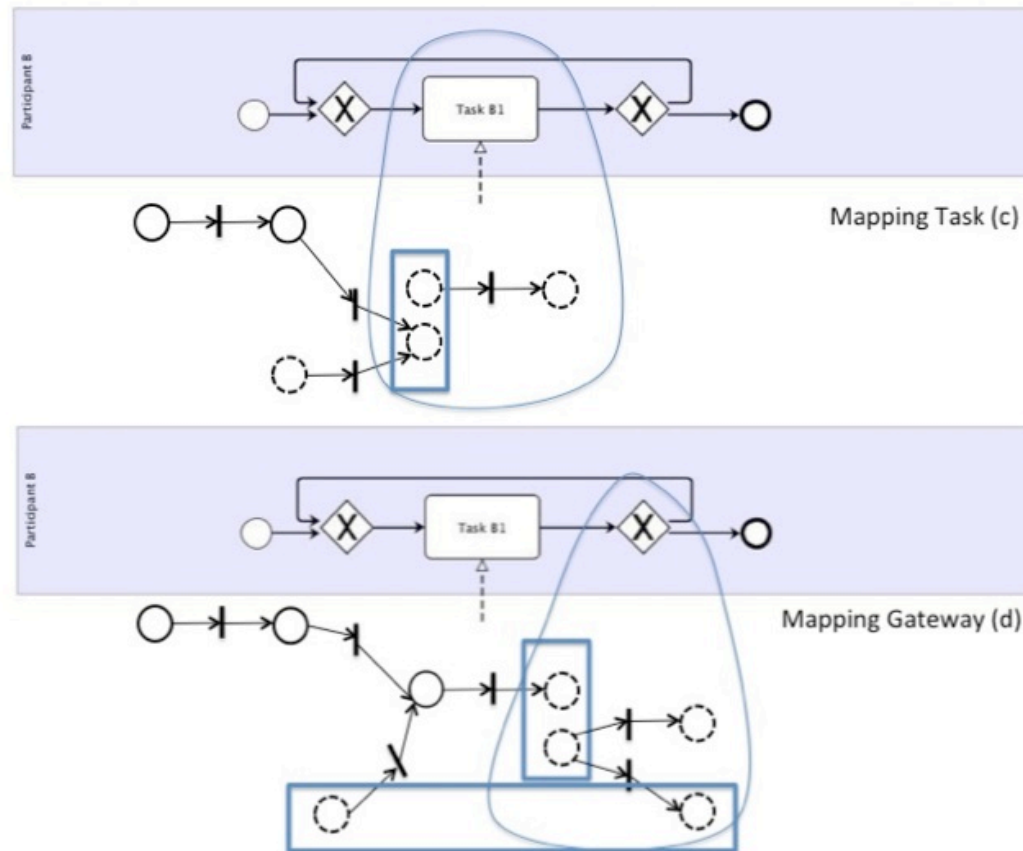 Participant B
X
Task B1
X
Mapping Task (c)
Participant B
X
Task B1
X
Mapping Gateway (d)